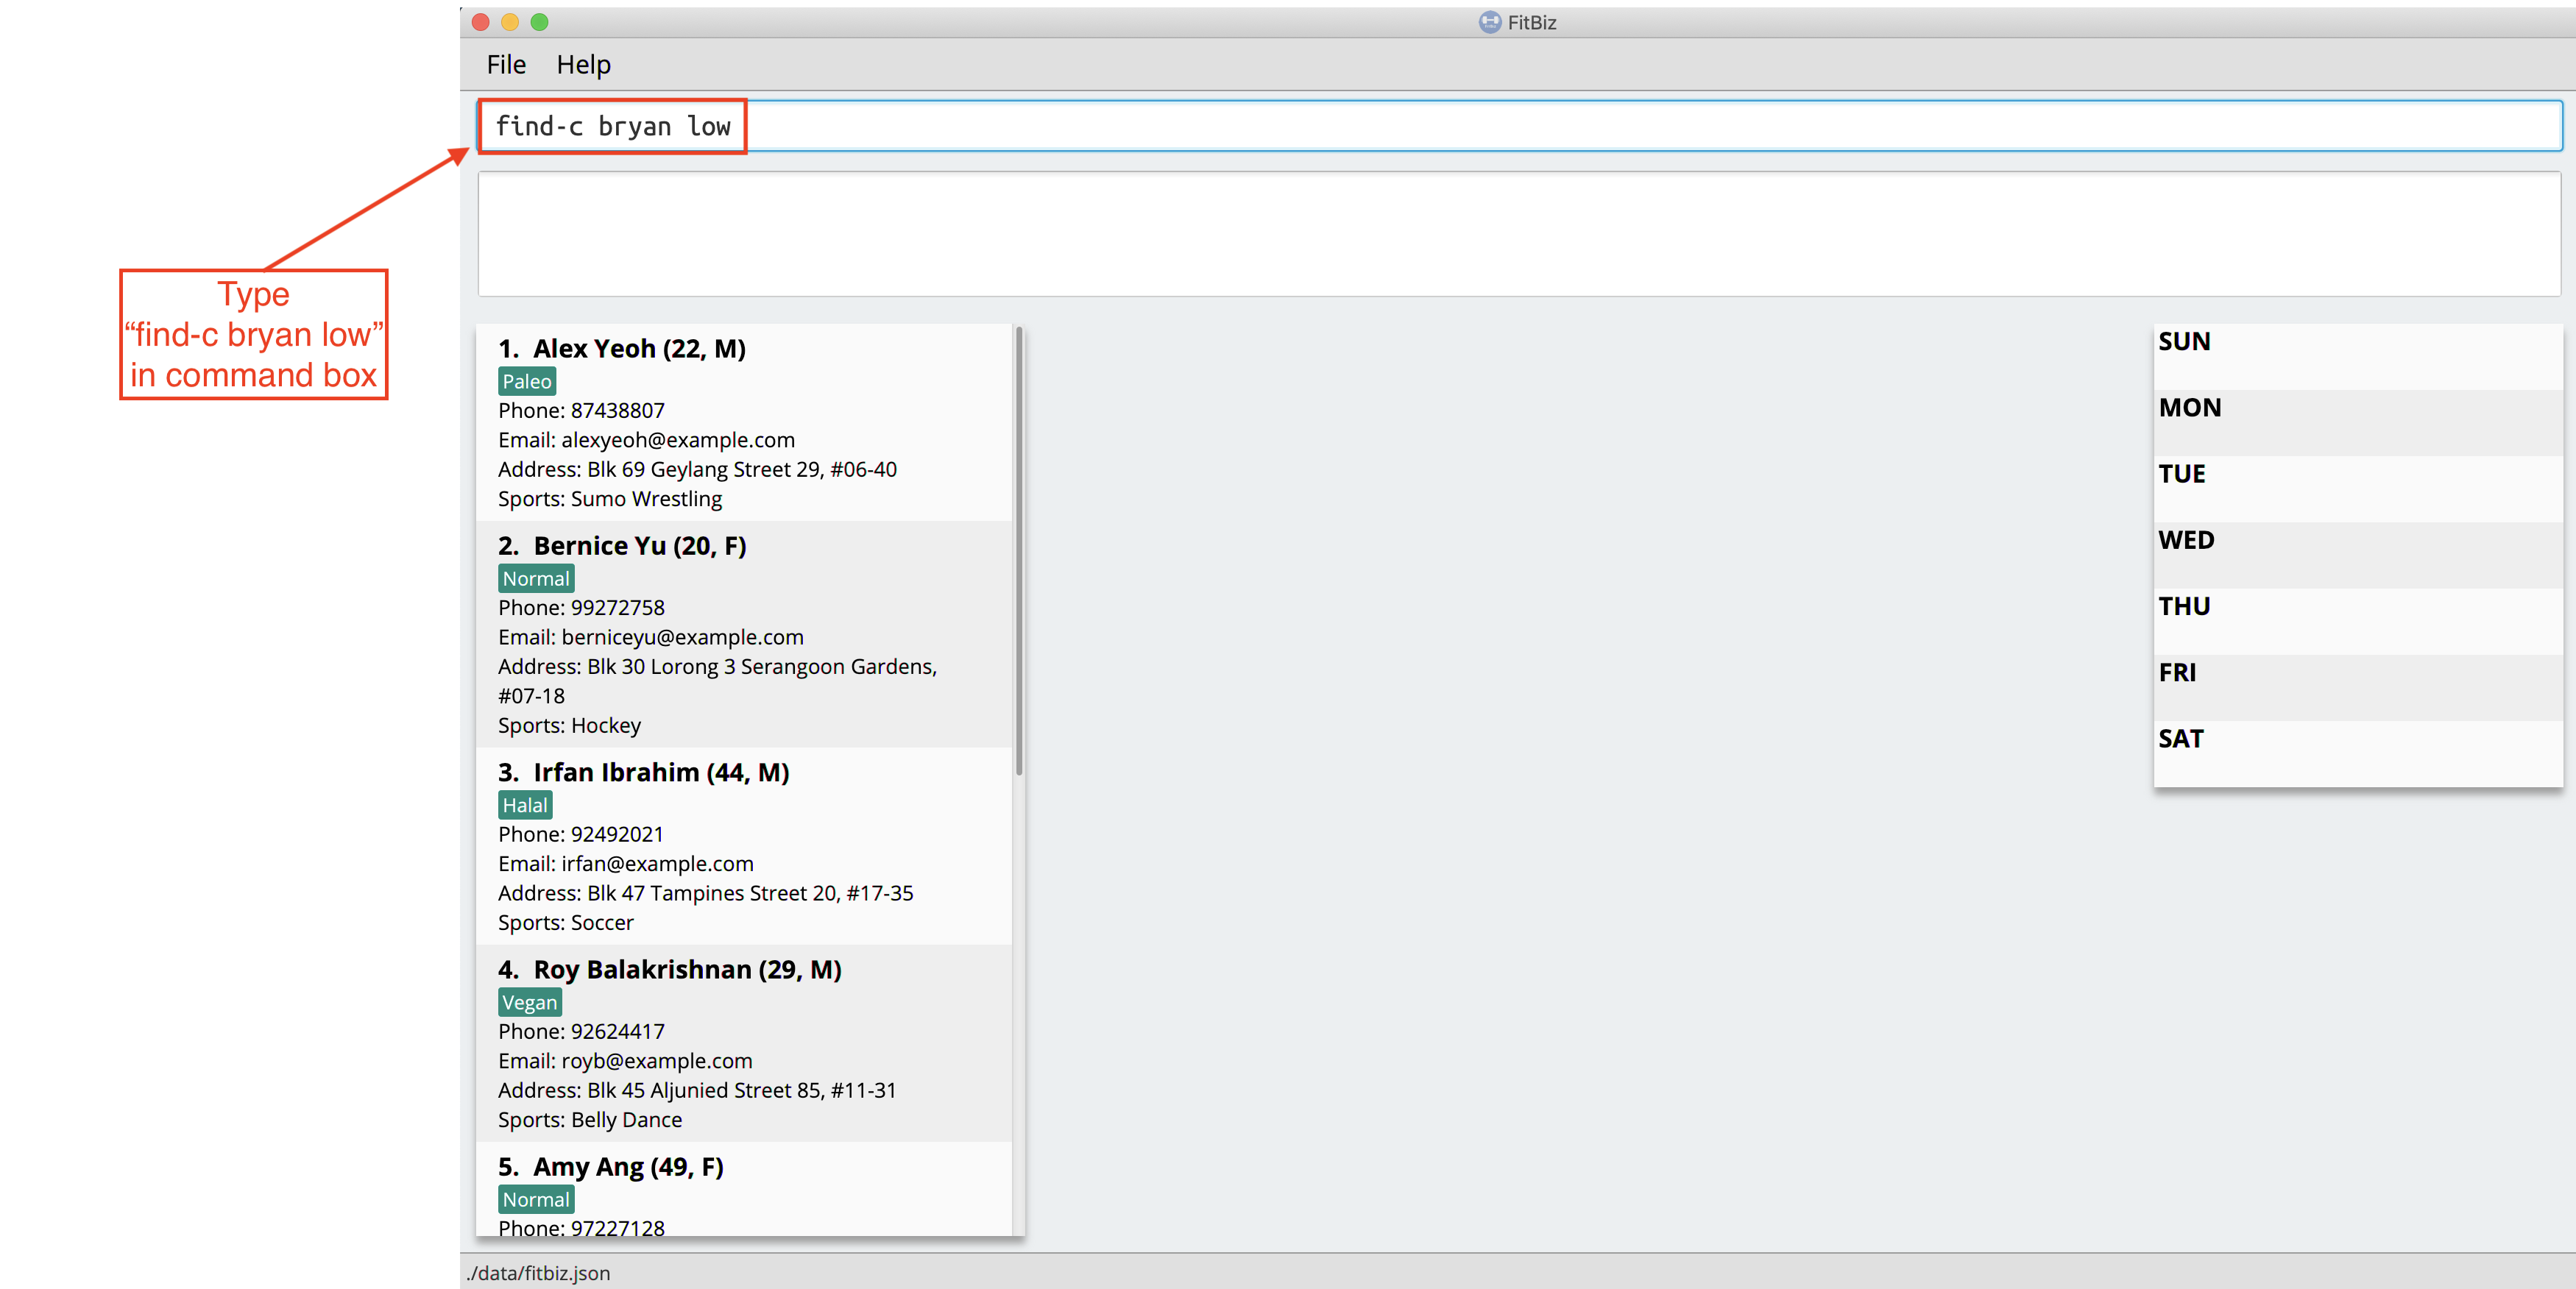 FitBiz
File Help
find-c bryan low
Type
“find-c bryan low”
in command box
1. Alex Yeoh (22, M)
Paleo
Phone: 87438807
Email: alexyeoh@example.com
Address: Blk 69 Geylang Street 29, #06-40
Sports: Sumo Wrestling
2. Bernice Yu (20, F)
Normal
Phone: 99272758
Email: berniceyu@example.com
Address: Blk 30 Lorong 3 Serangoon Gardens,
#07-18
Sports: Hockey
3. Irfan Ibrahim (44, M)
Halal
Phone: 92492021
Email: irfan@example.com
Address: Blk 47 Tampines Street 20, #17-35
Sports: Soccer
4. Roy Balakrishnan (29, M)
Vegan
Phone: 92624417
Email: royb@example.com
Address: Blk 45 Aljunied Street 85, #11-31
Sports: Belly Dance
5. Amy Ang (49, F)
Normal
Phone: 97227128
SUN
MON
TUE
WED
THU
FRI
SAT
./data/fitbiz.json